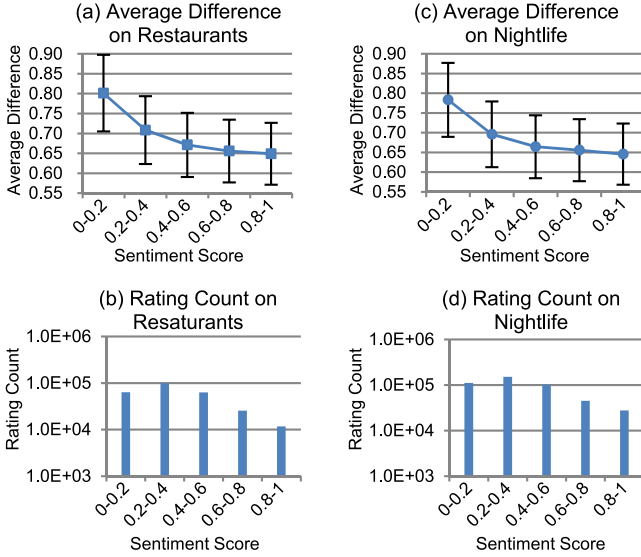 (a) Average Difference
on Restaurants
Average Difference
0.90
0.85
0.80
0.75
0.70
0.65
0.60
0.55
0-0.2
0.2-0.4
0.4-0.6
0.6-0.8
0.8-1
Sentiment Score
(c) Average Difference
on Nightlife
Average Difference
0.90
0.85
0.80
0.75
0.70
0.65
0.60
0.55
0-0.2
0.2-0.4
0.4-0.6
0.6-0.8
0.8-1
Sentiment Score
(b) Rating Count on
Resaturants
Rating Count
1.0E+06
1.0E+05
1.0E+04
1.0E+03
0-0.2
0.2-0.4
0.4-0.6
0.6-0.8
0.8-1
Sentiment Score
(d) Rating Count on
Nightlife
Rating Count
1.0E+06
1.0E+05
1.0E+04
1.0E+03
0-0.2
0.2-0.4
0.4-0.6
0.6-0.8
0.8-1
Sentiment Score